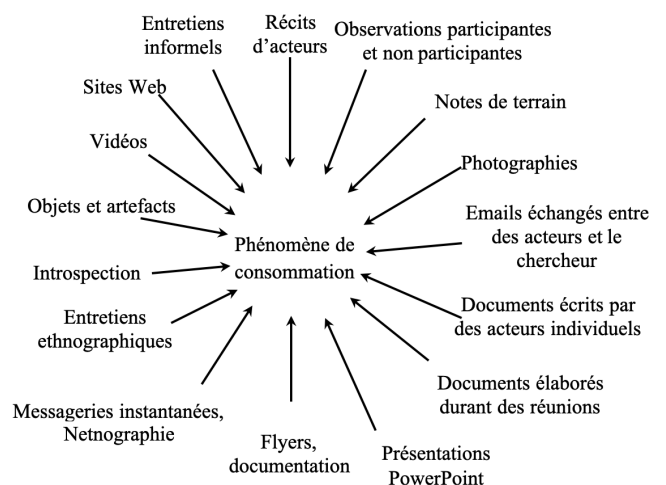 Entretiens
informels
Récits
d'acteurs
Observations participantes
et non participantes
Sites Web
Notes de terrain
Vidéos
Photographies
Objets et artefacts
Emails échangés entre
des acteurs et le
chercheur
Phénomène de
consommation
Introspection
Documents écrits par
des acteurs individuels
Entretiens
ethnographiques
Documents élaborés
durant des réunions
Messageries instantanées,
Netnographie
Flyers,
documentation
Présentations
PowerPoint